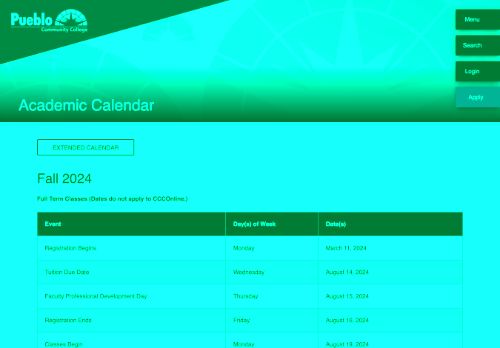 Pueblo
Community College
Menu
Search
Login
Apply
Academic Calendar
EXTENDED CALENDAR
Fall 2024
Full Term Classes (Dates do not apply to CCCOnline.)
Event Day(s) of Week Date(s)
Registration Begins Monday March 11, 2024
Tuition Due Date Wednesday August 14, 2024
Faculty Professional Development Day Thursday August 15, 2024
Registration Ends Friday August 16, 2024
Classes Begin Monday August 19, 2024